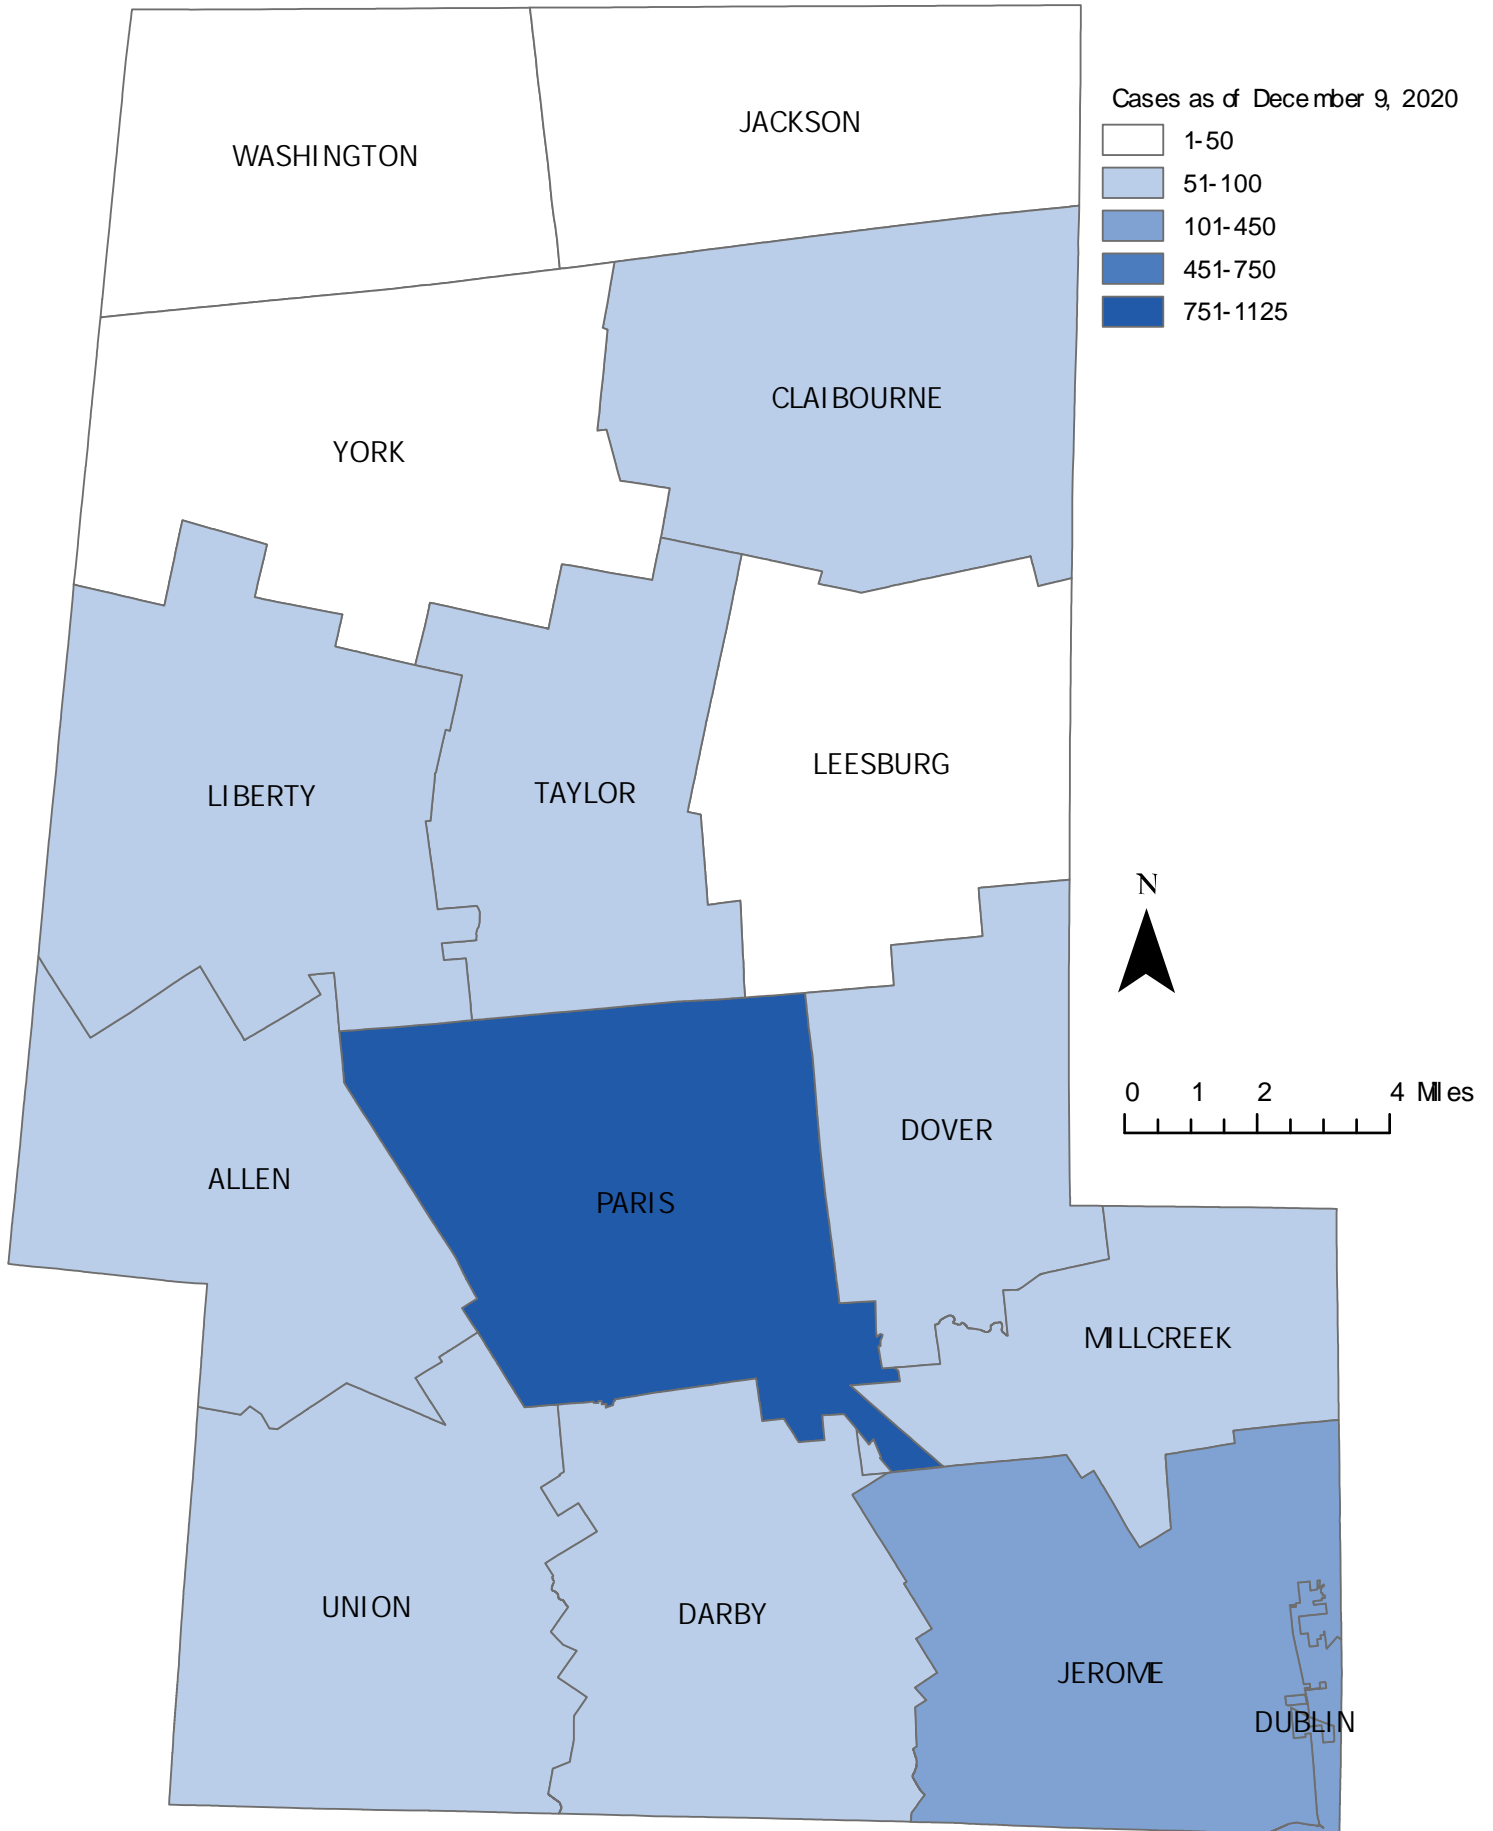 Cases as of December 9, 2020
1-50
51-100
101-450
451-750
751-1125
JACKSON
WASHINGTON
CLAIBOURNE
YORK
LEESBURG
TAYLOR
LIBERTY
N
0 1 2 4 Miles
DOVER
ALLEN
PARIS
MILLCREEK
UNION
DARBY
JEROME
DUBLIN